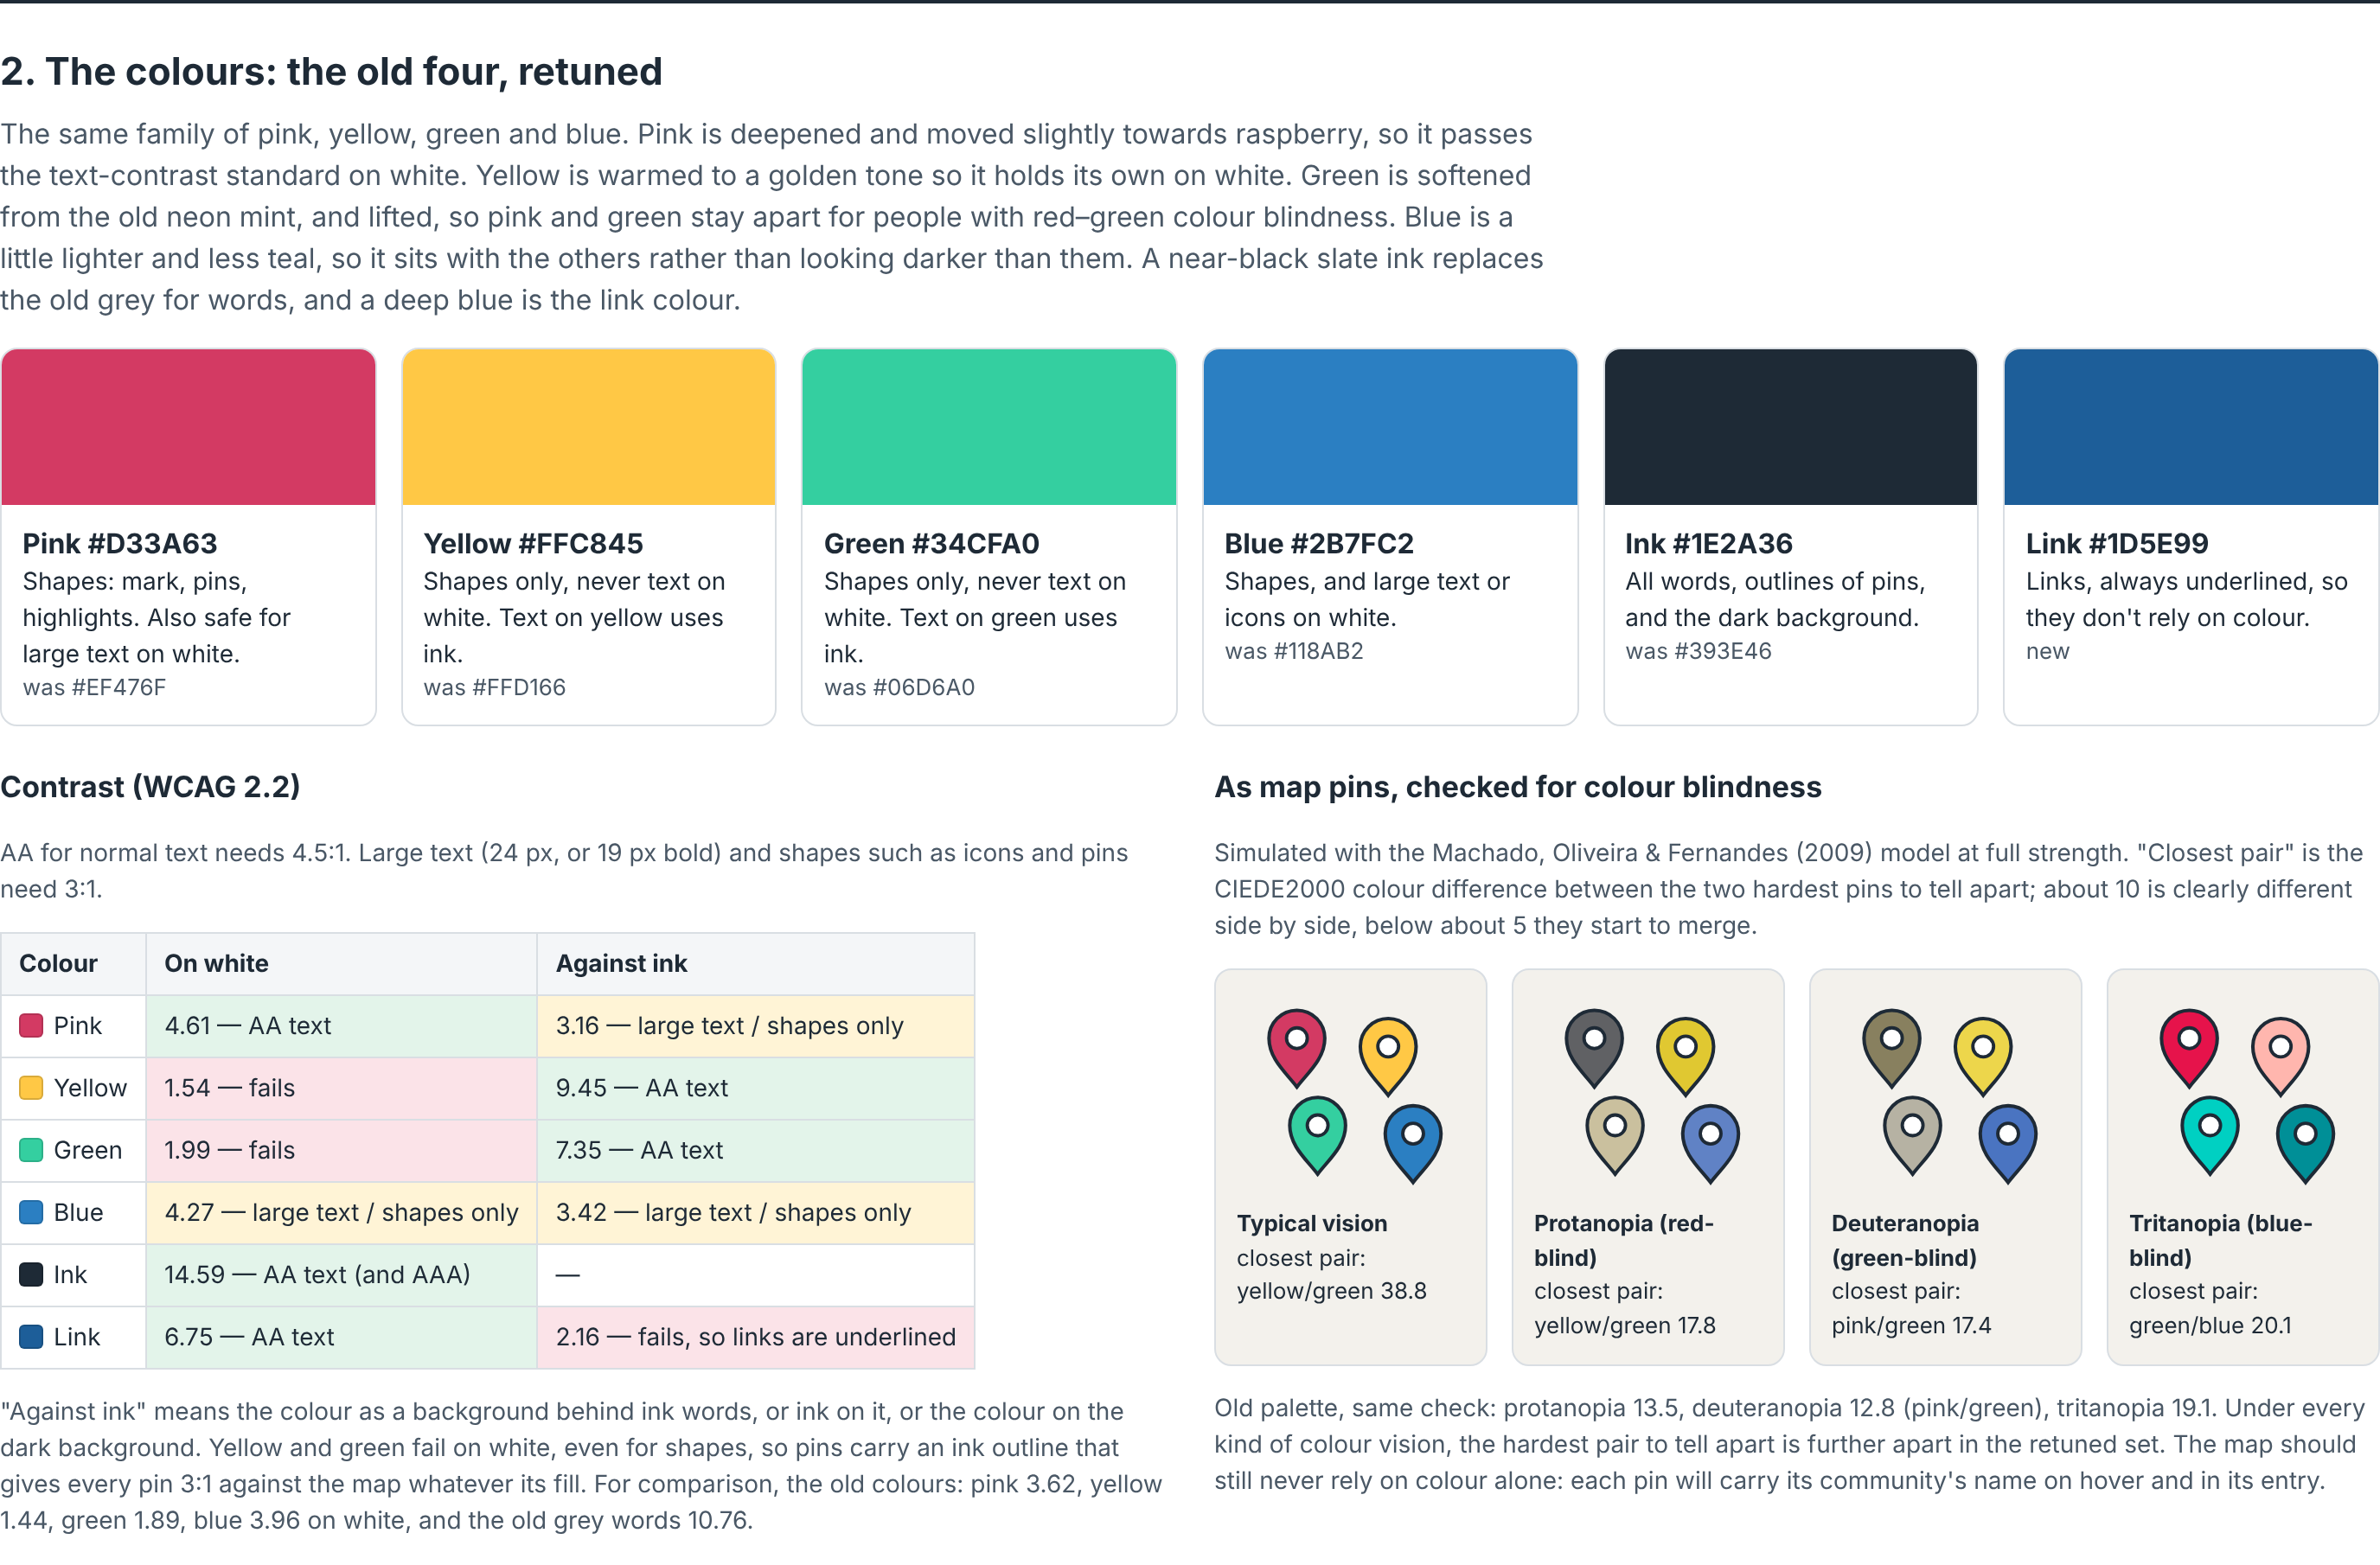 2. The colours: the old four, retuned
The same family of pink, yellow, green and blue. Pink is deepened and moved slightly towards raspberry, so it passes
the text-contrast standard on white. Yellow is warmed to a golden tone so it holds its own on white. Green is softened
from the old neon mint, and lifted, so pink and green stay apart for people with red–green colour blindness. Blue is a
little lighter and less teal, so it sits with the others rather than looking darker than them. A near-black slate ink replaces
the old grey for words, and a deep blue is the link colour.
Pink #D33A63
Shapes: mark, pins,
highlights. Also safe for
large text on white.
was #EF476F
Yellow #FFC845
Shapes only, never text on
white. Text on yellow uses
ink.
was #FFD166
Green #34CFA0
Shapes only, never text on
white. Text on green uses
ink.
was #06D6A0
Blue #2B7FC2
Shapes, and large text or
icons on white.
was #118AB2
Ink #1E2A36
All words, outlines of pins,
and the dark background.
was #393E46
Link #1D5E99
Links, always underlined, so
they don't rely on colour.
new
Contrast (WCAG 2.2)
AA for normal text needs 4.5:1. Large text (24 px, or 19 px bold) and shapes such as icons and pins
need 3:1.
Colour On white Against ink
Pink 4.61 — AA text 3.16 — large text / shapes only
Yellow 1.54 — fails 9.45 — AA text
Green 1.99 — fails 7.35 — AA text
Blue 4.27 — large text / shapes only 3.42 — large text / shapes only
Ink 14.59 — AA text (and AAA) —
Link 6.75 — AA text 2.16 — fails, so links are underlined
"Against ink" means the colour as a background behind ink words, or ink on it, or the colour on the
dark background. Yellow and green fail on white, even for shapes, so pins carry an ink outline that
gives every pin 3:1 against the map whatever its fill. For comparison, the old colours: pink 3.62, yellow
1.44, green 1.89, blue 3.96 on white, and the old grey words 10.76.
As map pins, checked for colour blindness
Simulated with the Machado, Oliveira & Fernandes (2009) model at full strength. "Closest pair" is the
CIEDE2000 colour difference between the two hardest pins to tell apart; about 10 is clearly different
side by side, below about 5 they start to merge.
Typical vision
closest pair:
yellow/green 38.8
Protanopia (red-
blind)
closest pair:
yellow/green 17.8
Deuteranopia
(green-blind)
closest pair:
pink/green 17.4
Tritanopia (blue-
blind)
closest pair:
green/blue 20.1
Old palette, same check: protanopia 13.5, deuteranopia 12.8 (pink/green), tritanopia 19.1. Under every
kind of colour vision, the hardest pair to tell apart is further apart in the retuned set. The map should
still never rely on colour alone: each pin will carry its community's name on hover and in its entry.